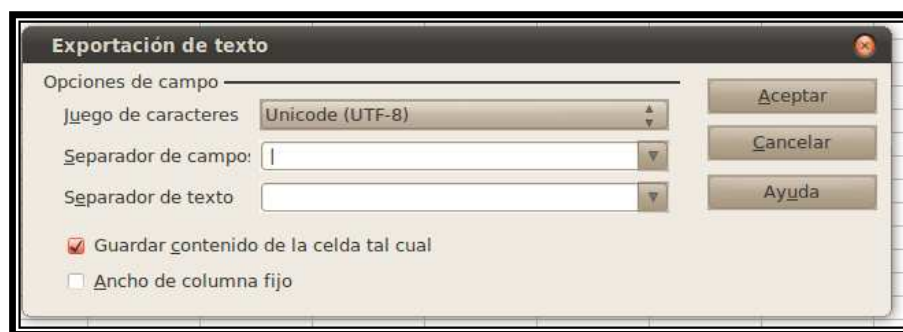 Exportación de texto
Opciones de campo
Juego de caracteres Unicode (UTF-8)
Separador de campos |
Separador de texto
Guardar contenido de la celda tal cual
Ancho de columna fijo
Aceptar
Cancelar
Ayuda